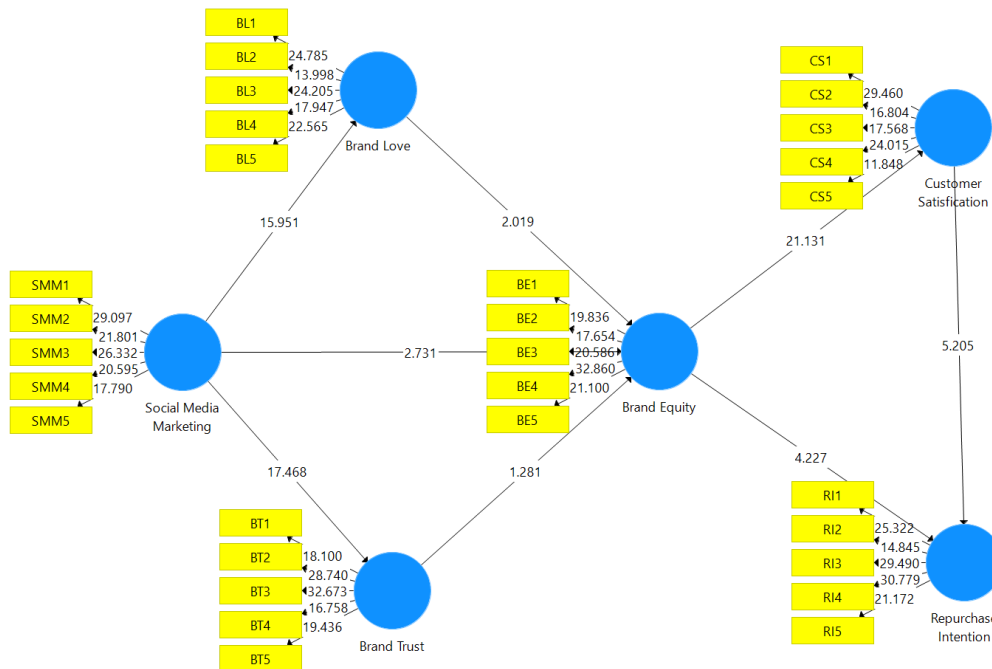 BL1
BL2
BL3
BL4
BL5
24.785
13.998
24.205
17.947
22.565
Brand Love
CS1
CS2
CS3
CS4
CS5
29.460
16.804
17.568
24.015
11.848
Customer
Satisfication
15.951
2.019
21.131
SMM1
SMM2
SMM3
SMM4
SMM5
29.097
21.801
26.332
20.595
17.790
Social Media
Marketing
2.731
BE1
BE2
BE3
BE4
BE5
19.836
17.654
20.586
32.860
21.100
Brand Equity
5.205
17.468
1.281
4.227
BT1
BT2
BT3
BT4
BT5
18.100
28.740
32.673
16.758
19.436
Brand Trust
RI1
RI2
RI3
RI4
RI5
25.322
14.845
29.490
30.779
21.172
Repurchase
Intention